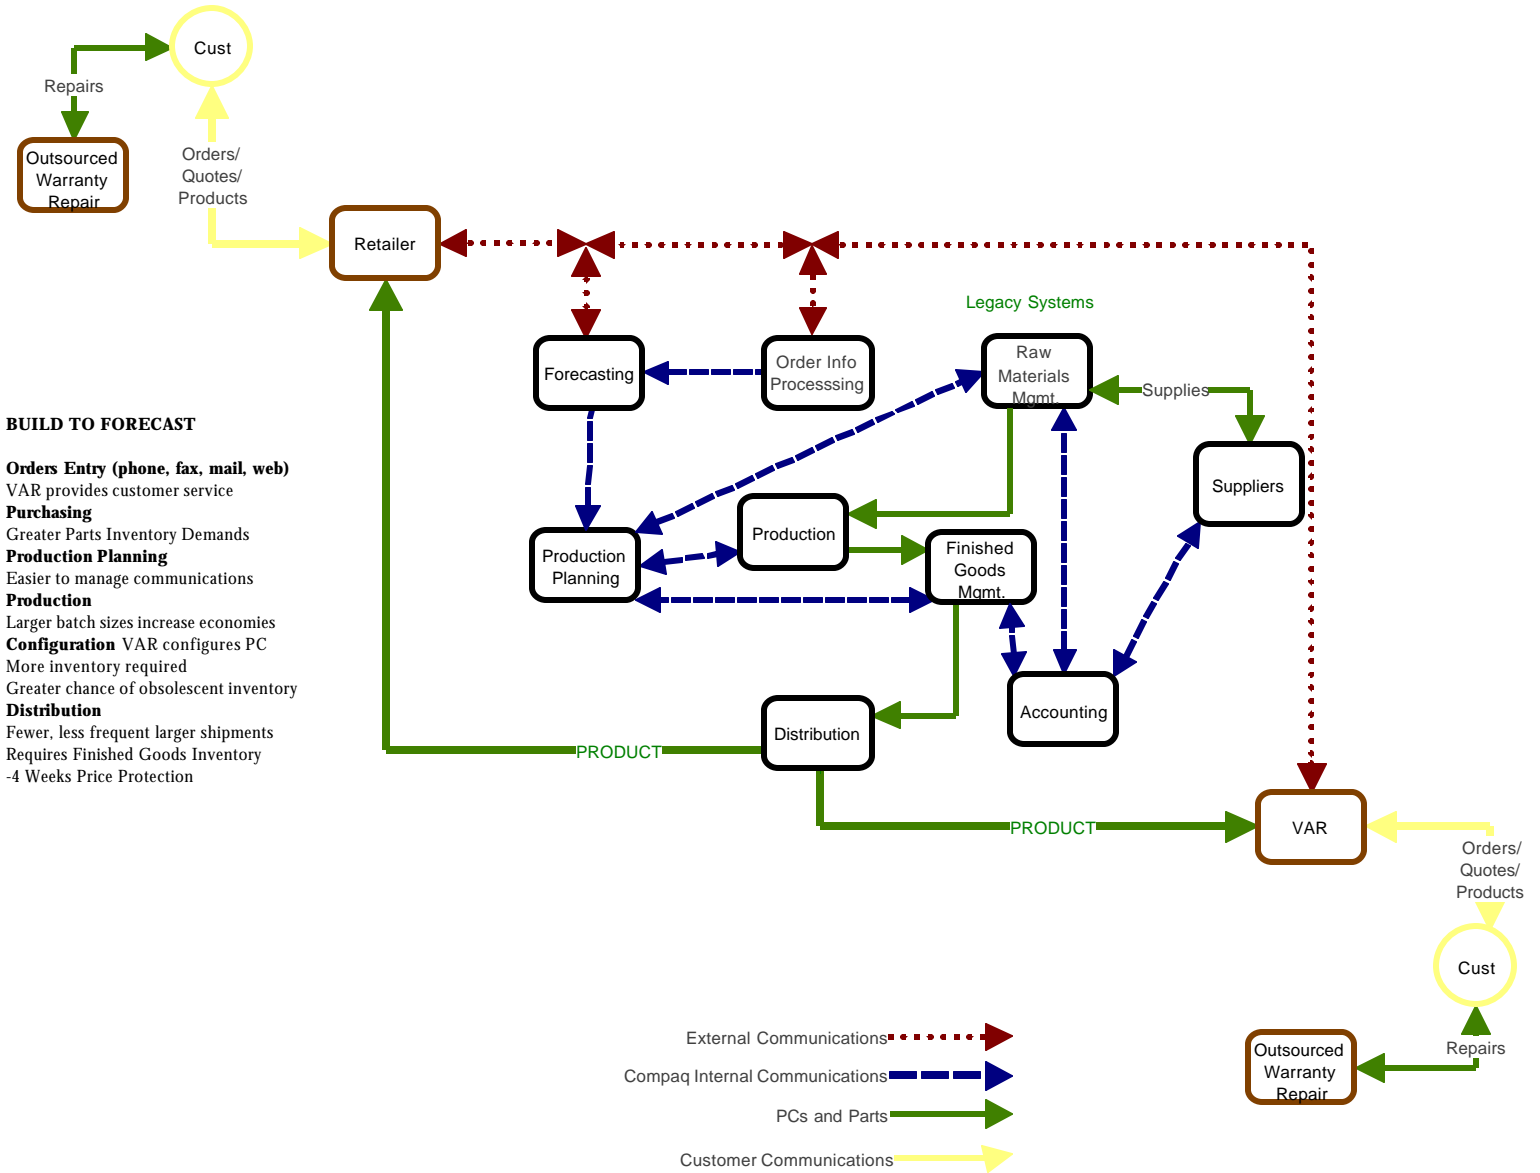 Cust
Repairs
Outsourced
Warranty
Repair
Orders/
Quotes/
Products
Retailer
Legacy Systems
Forecasting
Order Info
Processsing
Raw
Materials
Mgmt.
Supplies
Suppliers
BUILD TO FORECAST
Orders Entry (phone, fax, mail, web)
VAR provides customer service
Purchasing
Greater Parts Inventory Demands
Production Planning
Easier to manage communications
Production
Larger batch sizes increase economies
Configuration VAR configures PC
More inventory required
Greater chance of obsolescent inventory
Distribution
Fewer, less frequent larger shipments
Requires Finished Goods Inventory
-4 Weeks Price Protection
Production
Production
Planning
Finished
Goods
Mgmt.
Accounting
Distribution
PRODUCT
PRODUCT
VAR
Orders/
Quotes/
Products
Cust
Repairs
Outsourced
Warranty
Repair
External Communications
Compaq Internal Communications
PCs and Parts
Customer Communications